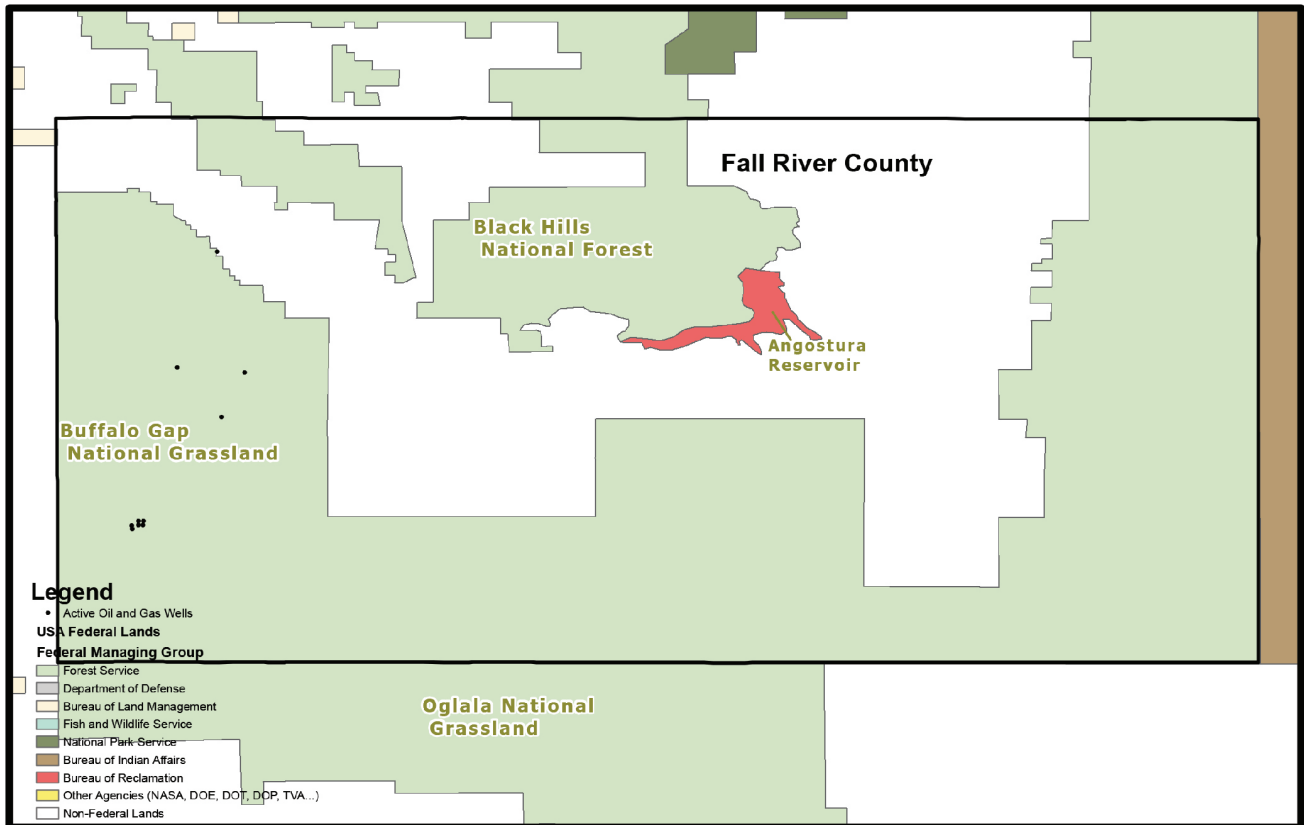 Fall River County
Black Hills
National Forest
Angostura
Reservoir
Buffalo Gap
National Grassland
Oglala National
Grassland
Legend
Active Oil and Gas Wells
USA Federal Lands
Federal Managing Group
Forest Service
Department of Defense
Bureau of Land Management
Fish and Wildlife Service
National Park Service
Bureau of Indian Affairs
Bureau of Reclamation
Other Agencies (NASA, DOE, DOT, DOP, TVA...)
Non-Federal Lands